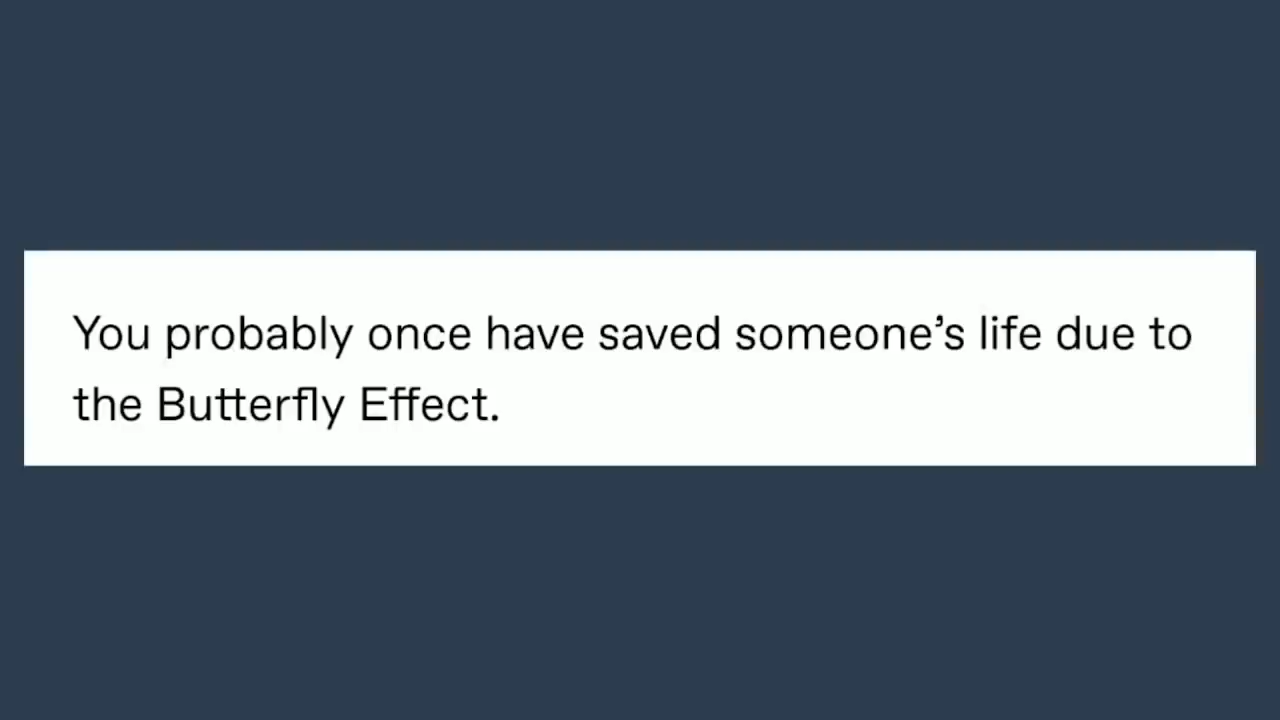 You probably once have saved someone’s life due to
the Butterfly Effect.